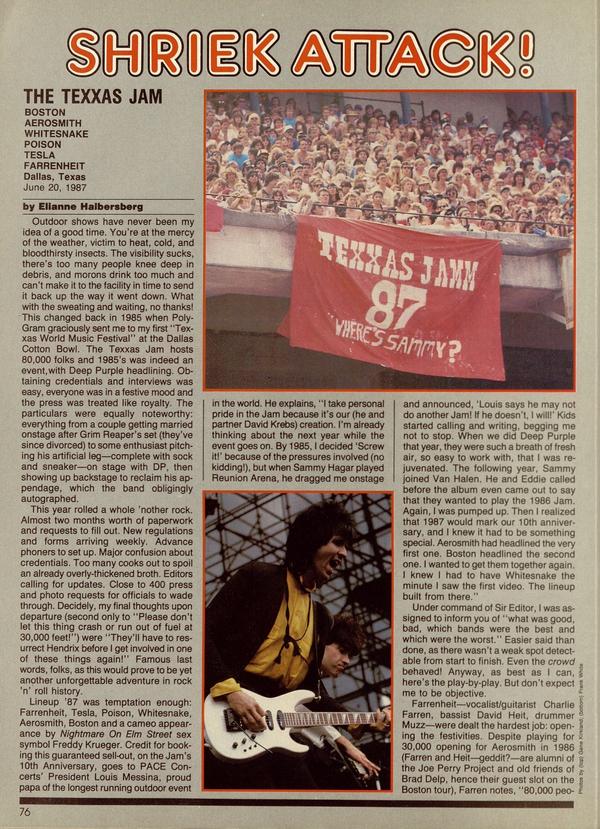 SHRIEK ATTACK!
THE TEXXAS JAM
BOSTON
AEROSMITH
WHITESNAKE
POISON
TESLA
FARRENHEIT
Dallas, Texas
June 20, 1987
by Elianne Halbersberg
Outdoor shows have never been my
idea of a good time. You're at the mercy
of the weather, victim to heat, cold, and
bloodthirsty insects. The visibility sucks,
there's too many people knee deep in
debris, and morons drink too much and
can't make it to the facility in time to send
it back up the way it went down. What
with the sweating and waiting, no thanks!
This changed back in 1985 when Poly-
Gram graciously sent me to my first "Tex-
xas World Music Festival" at the Dallas
Cotton Bowl. The Texxas Jam hosts
80,000 folks and 1985's was indeed an
event, with Deep Purple headlining. Ob-
taining credentials and interviews was
easy, everyone was in a festive mood and
the press was treated like royalty. The
particulars were equally noteworthy:
everything from a couple getting married
onstage after Grim Reaper's set (they've
since divorced) to some enthusiast pitch-
ing his artificial leg—complete with sock
and sneaker—on stage with DP, then
showing up backstage to reclaim his ap-
pendage, which the band obligingly
autographed.
This year rolled a whole 'nother rock.
Almost two months worth of paperwork
and requests to fill out. New regulations
and forms arriving weekly. Advance
phoners to set up. Major confusion about
credentials. Too many cooks out to spoil
an already overly-thickened broth. Editors
calling for updates. Close to 400 press
and photo requests for officials to wade
through. Decidely, my final thoughts upon
departure (second only to "Please don't
let this thing crash or run out of fuel at
30,000 feet!") were "They'll have to res-
urrect Hendrix before I get involved in one
of these things again!" Famous last
words, folks, as this would prove to be yet
another unforgettable adventure in rock
'n' roll history.
Lineup '87 was temptation enough:
Farrenheit, Tesla, Poison, Whitesnake,
Aerosmith, Boston and a cameo appear-
ance by Nightmare On Elm Street sex
symbol Freddy Krueger. Credit for book-
ing this guaranteed sell-out, on the Jam's
10th Anniversary, goes to PACE Con-
certs' President Louis Messina, proud
papa of the longest running outdoor event
TEXXAS JAMM
87
"WHERE'S SAMMY?
in the world. He explains, "I take personal
pride in the Jam because it's our (he and
partner David Krebs) creation. I'm already
thinking about the next year while the
event goes on. By 1985, I decided 'Screw
it!' because of the pressures involved (no
kidding!), but when Sammy Hagar played
Reunion Arena, he dragged me onstage
and announced, 'Louis says he may not
do another Jam! If he doesn't, I will!' Kids
started calling and writing, begging me
not to stop. When we did Deep Purple
that year, they were such a breath of fresh
air, so easy to work with, that I was re-
juvenated. The following year, Sammy
joined Van Halen. He and Eddie called
before the album even came out to say
that they wanted to play the 1986 Jam.
Again, I was pumped up. Then I realized
that 1987 would mark our 10th anniver-
sary, and I knew it had to be something
special. Aerosmith had headlined the very
first one. Boston headlined the second
one. I wanted to get them together again.
I knew I had to have Whitesnake the
minute I saw the first video. The lineup
built from there."
Under command of Sir Editor, I was as-
signed to inform you of "what was good,
bad, which bands were the best and
which were the worst." Easier said than
done, as there wasn't a weak spot detect-
able from start to finish. Even the crowd
behaved! Anyway, as best as I can,
here's the play-by-play. But don't expect
me to be objective.
Farrenheit—vocalist/guitarist Charlie
Farren, bassist David Heit, drummer
Muzz—were dealt the hardest job: open-
ing the festivities. Despite playing for
30,000 opening for Aerosmith in 1986
(Farren and Heit—geddit?—are alumni of
the Joe Perry Project and old friends of
Brad Delp, hence their guest slot on the
Boston tour), Farren notes, "80,000 peo-
Photos by (top) Gene Kirkland; (bottom) Frank White
76